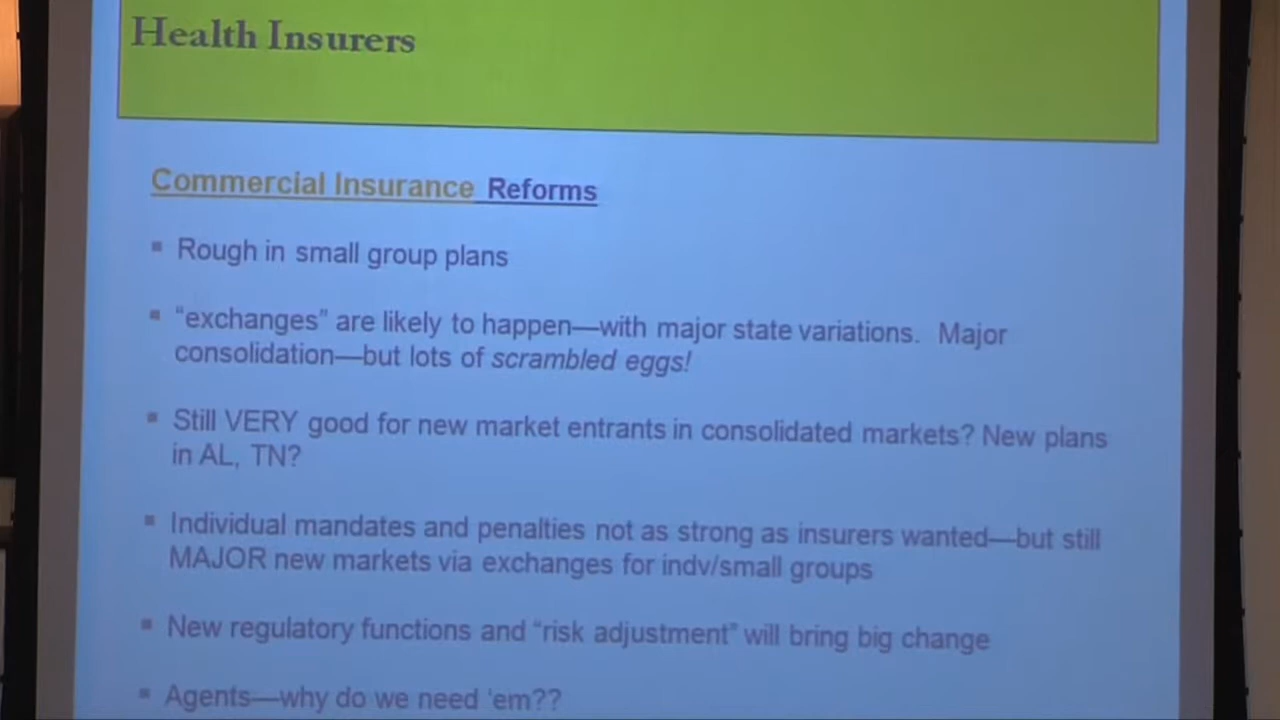 Health Insurers
Commercial Insurance Reforms
▪ Rough in small group plans
▪ “exchanges” are likely to happen—with major state variations. Major
consolidation—but lots of scrambled eggs!
▪ Still VERY good for new market entrants in consolidated markets? New plans
in AL, TN?
▪ Individual mandates and penalties not as strong as insurers wanted—but still
MAJOR new markets via exchanges for indv/small groups
▪ New regulatory functions and “risk adjustment” will bring big change
▪ Agents—why do we need ’em??